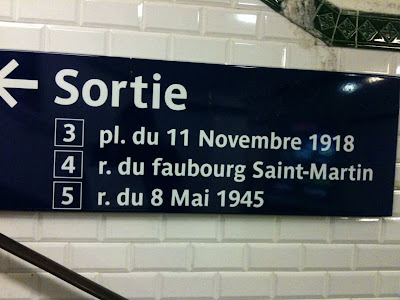 ← Sortie
3 pl. du 11 Novembre 1918
4 r. du faubourg Saint-Martin
5 r. du 8 Mai 1945